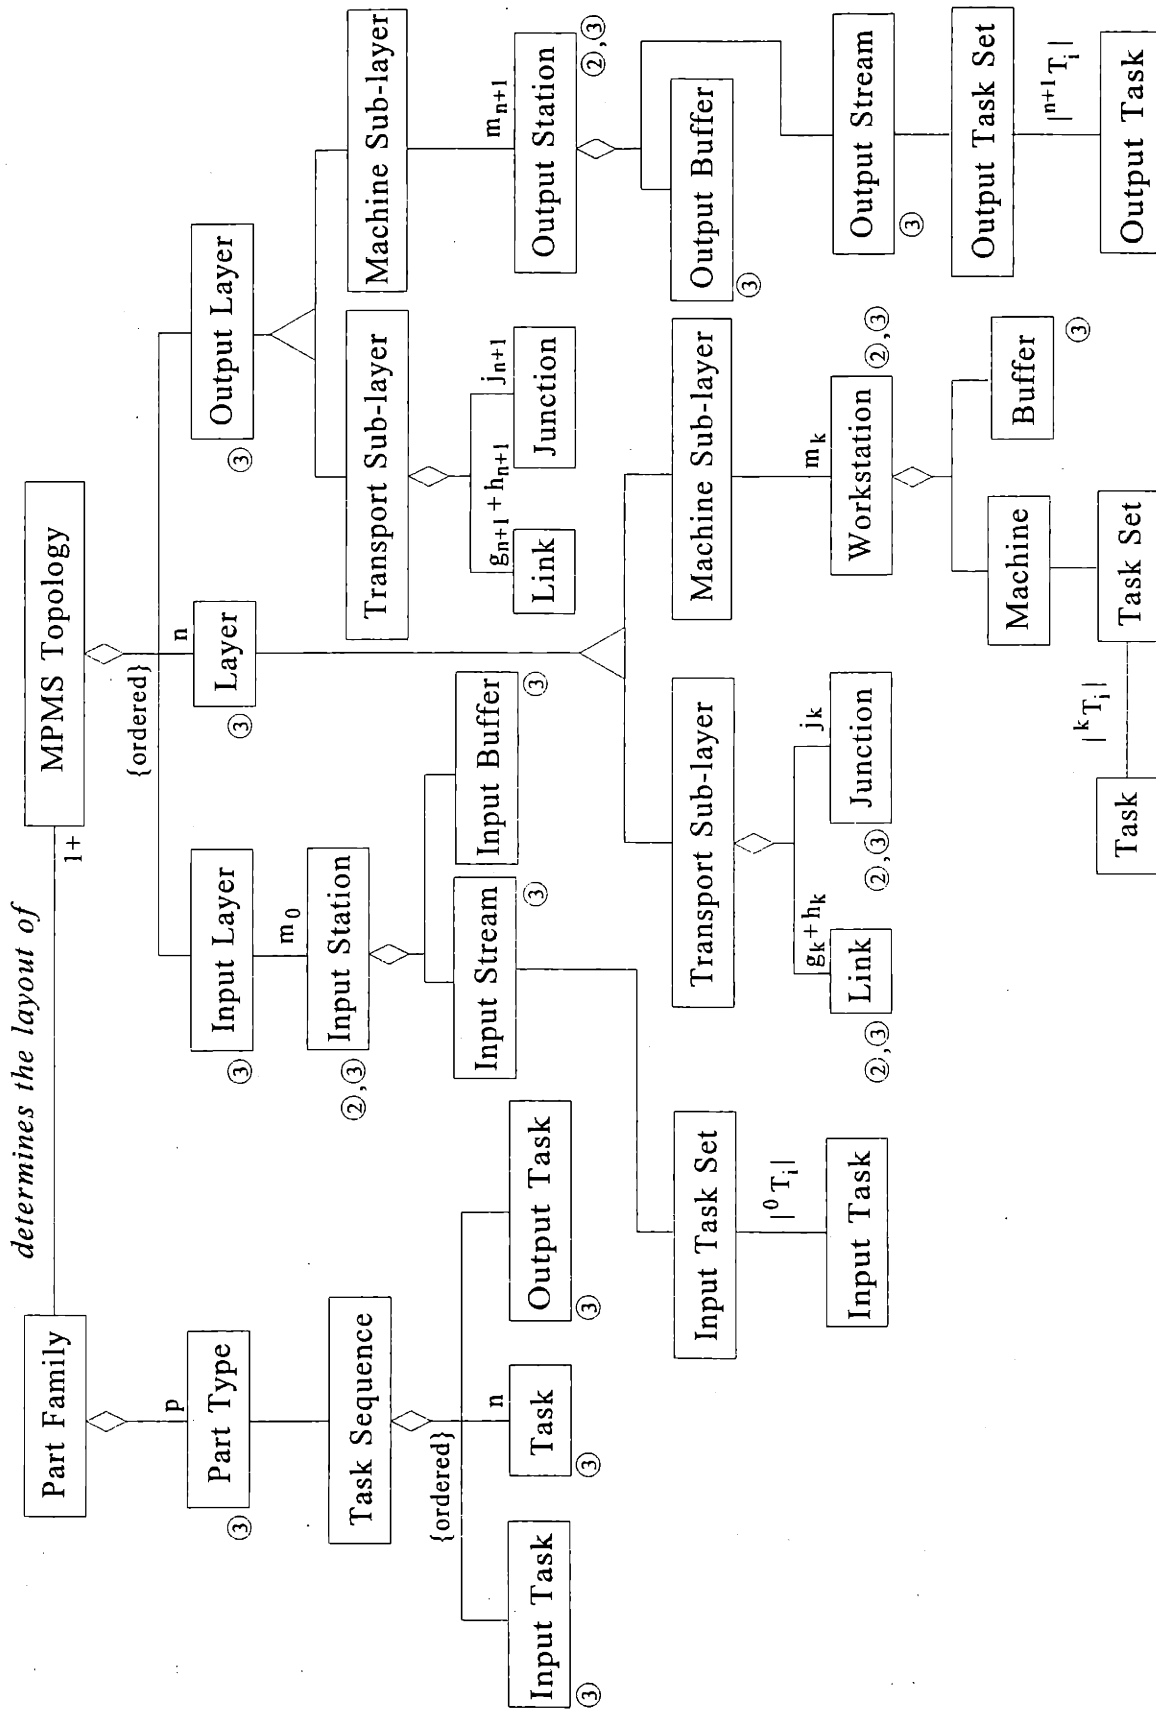 determines the layout of
Part Family
1+
MPMS Topology
{ordered}
p
Part Type
③
Input Layer
③
n
Layer
③
Output Layer
③
Task Sequence
m₀
Input Station
②,③
Transport Sub-layer
Machine Sub-layer
{ordered}
n
Input Task
③
Task
③
Output Task
③
Input Stream
③
Input Buffer
③
gₙ₊₁ + hₙ₊₁
jₙ₊₁
Link
Junction
mₙ₊₁
Output Station
②,③
Input Task Set
Transport Sub-layer
Machine Sub-layer
Output Buffer
③
|⁰Tᵢ|
Input Task
gₖ+hₖ
jₖ
Link
②,③
Junction
②,③
mₖ
Workstation
②,③
Output Stream
③
Machine
Buffer
③
Output Task Set
Task
|ᵏTᵢ|
Task Set
|ⁿ⁺¹Tᵢ|
Output Task